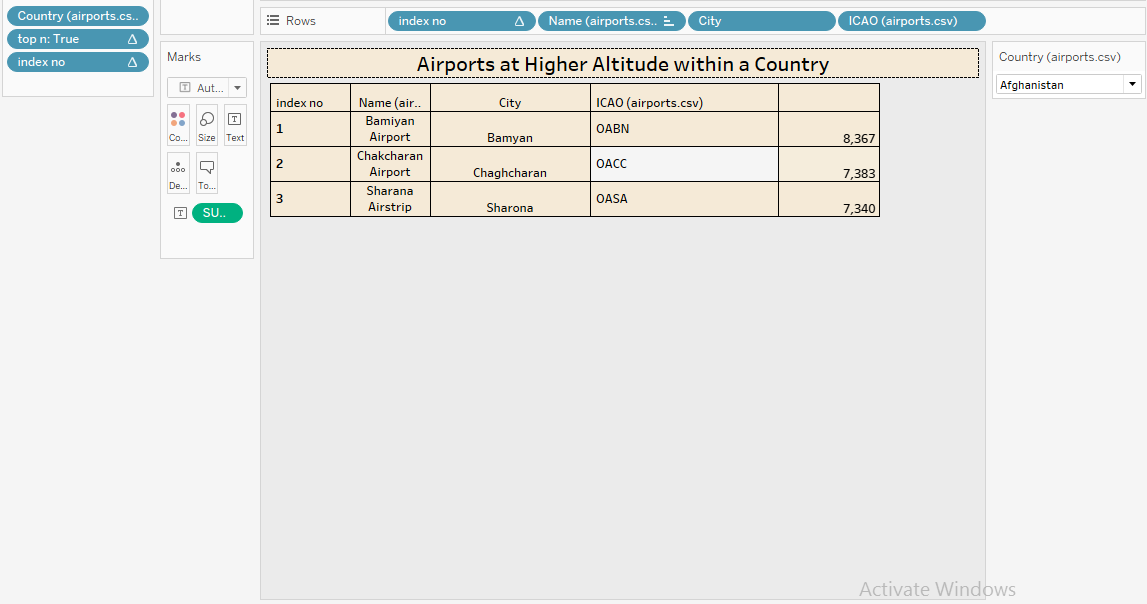 Country (airports.cs..
top n: True
index no
Rows
index no
Name (airports.cs..
City
ICAO (airports.csv)
Marks
Aut...
Co...
Size
Text
De...
To...
SU..
Airports at Higher Altitude within a Country
index no Name (air.. City ICAO (airports.csv)
1 Bamiyan Airport Bamyan OABN 8,367
2 Chakcharan Airport Chaghcharan OACC 7,383
3 Sharana Airstrip Sharona OASA 7,340
Country (airports.csv)
Afghanistan
Activate Windows